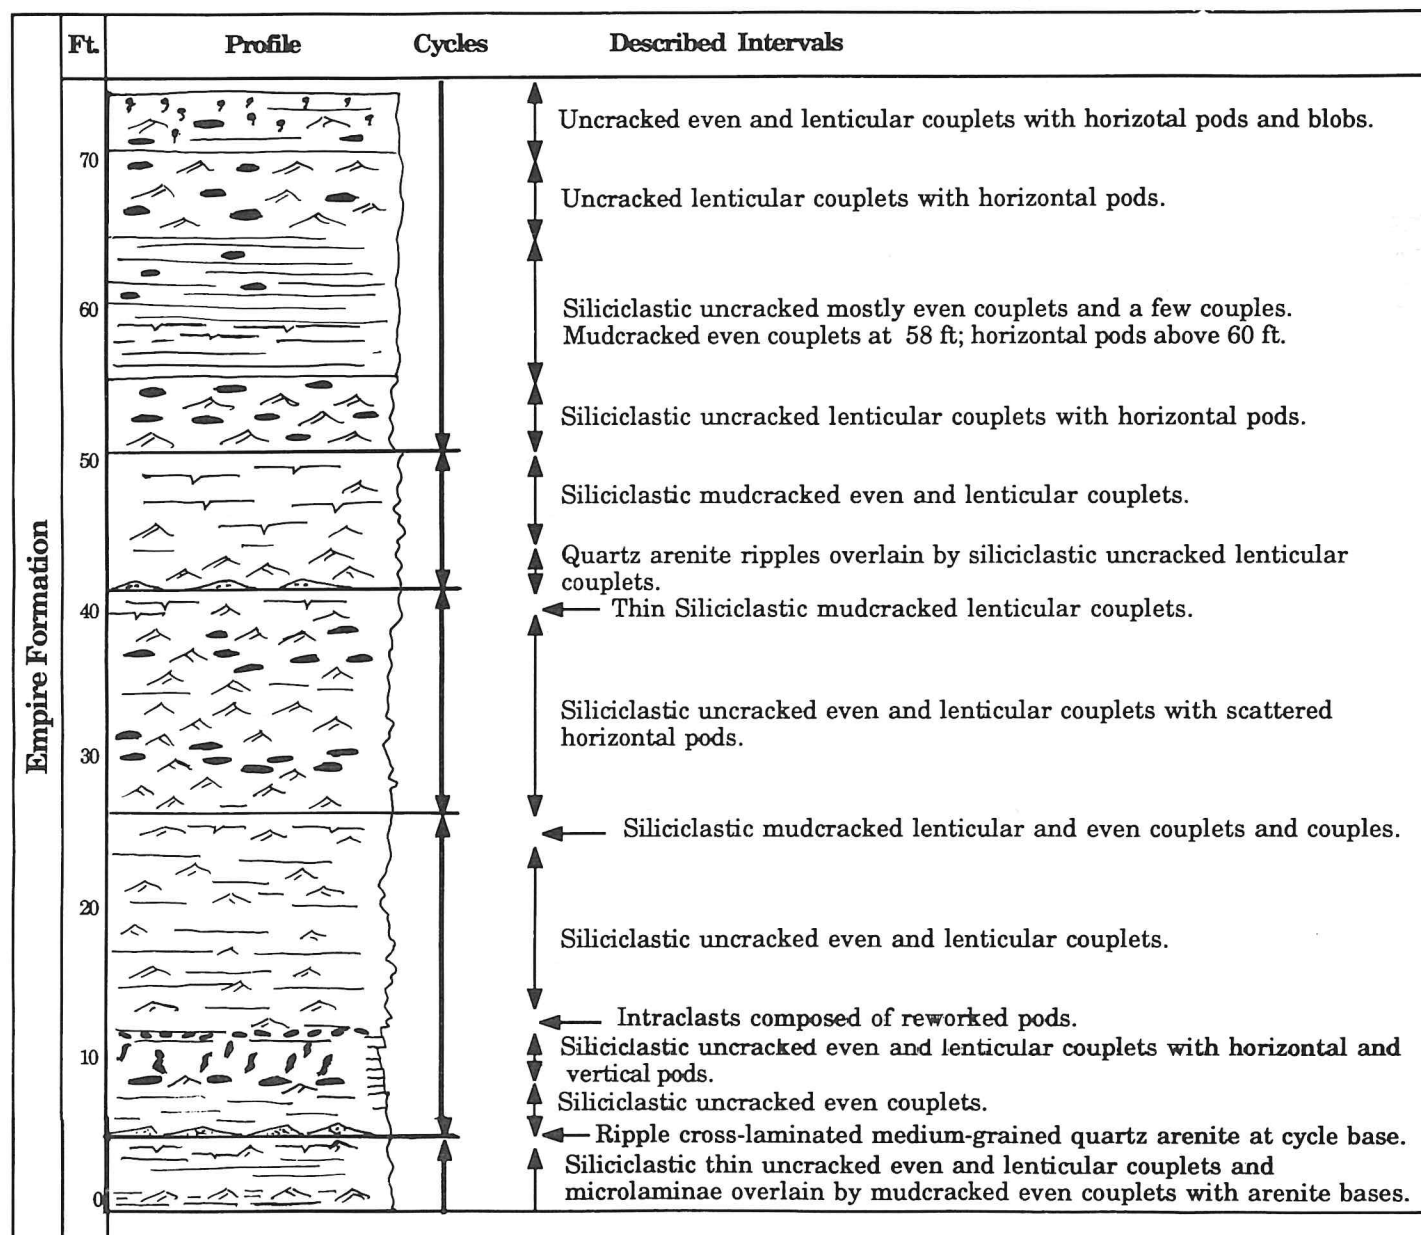 Ft. Profile Cycles Described Intervals
Empire Formation
Uncracked even and lenticular couplets with horizotal pods and blobs.
70
Uncracked lenticular couplets with horizontal pods.
60
Siliciclastic uncracked mostly even couplets and a few couples.
Mudcracked even couplets at 58 ft; horizontal pods above 60 ft.
Siliciclastic uncracked lenticular couplets with horizontal pods.
50
Siliciclastic mudcracked even and lenticular couplets.
Quartz arenite ripples overlain by siliciclastic uncracked lenticular
couplets.
40
Thin Siliciclastic mudcracked lenticular couplets.
Siliciclastic uncracked even and lenticular couplets with scattered
horizontal pods.
30
Siliciclastic mudcracked lenticular and even couplets and couples.
20
Siliciclastic uncracked even and lenticular couplets.
Intraclasts composed of reworked pods.
10
Siliciclastic uncracked even and lenticular couplets with horizontal and
vertical pods.
Siliciclastic uncracked even couplets.
Ripple cross-laminated medium-grained quartz arenite at cycle base.
Siliciclastic thin uncracked even and lenticular couplets and
microlaminae overlain by mudcracked even couplets with arenite bases.
0